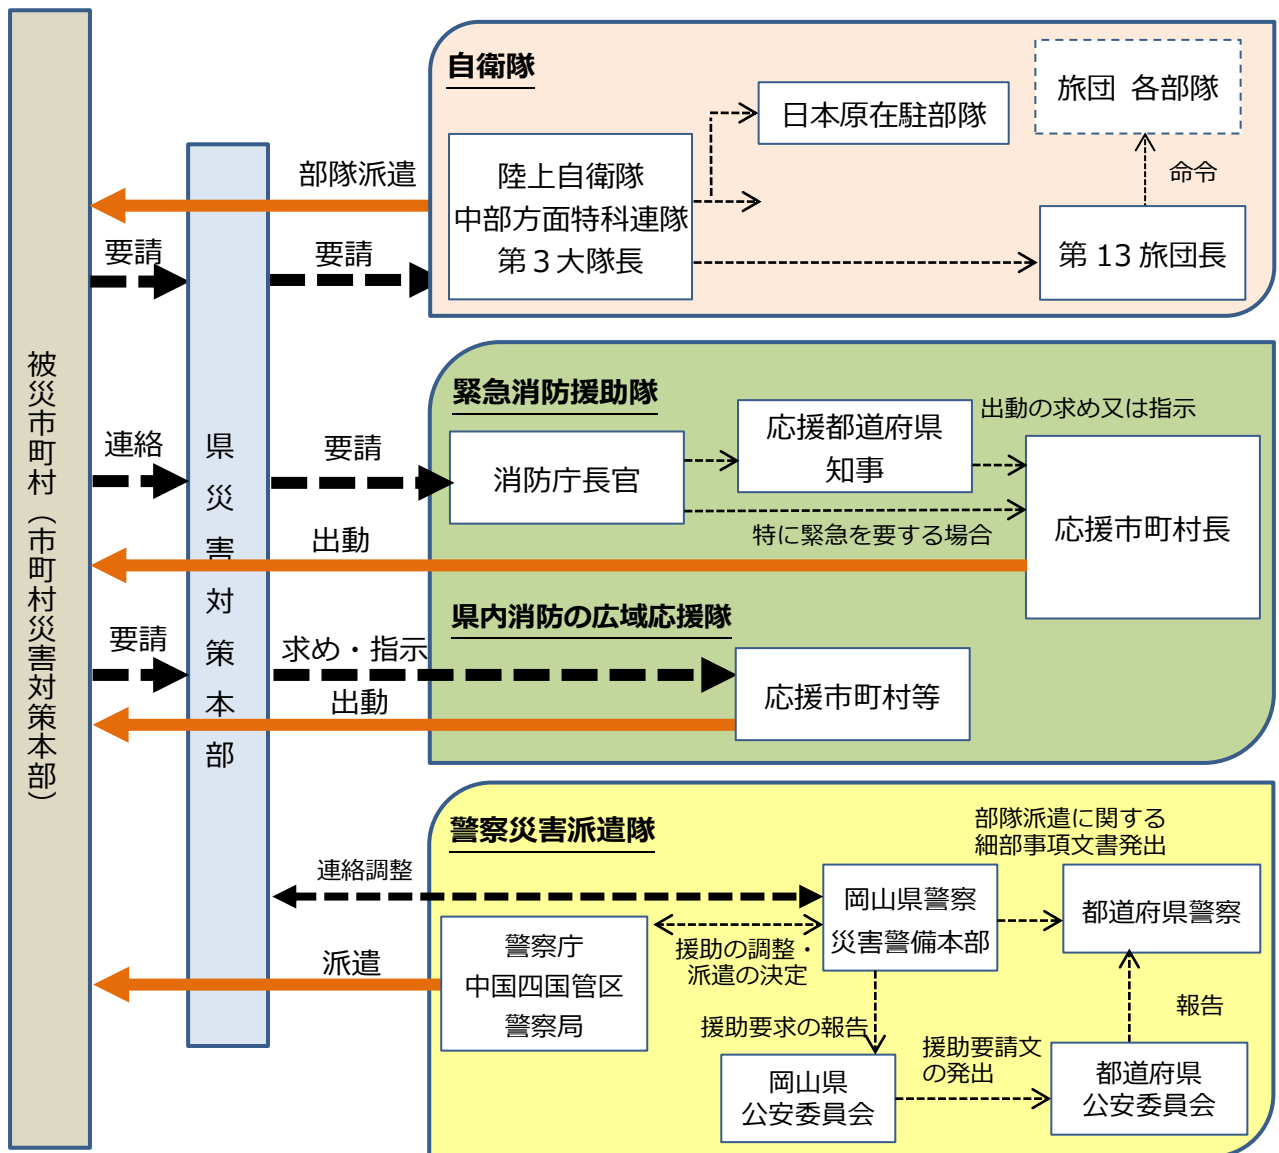 被災市町村（市町村災害対策本部）
県災害対策本部
自衛隊
部隊派遣
要請
要請
陸上自衛隊
中部方面特科連隊
第３大隊長
日本原在駐部隊
旅団 各部隊
命令
第 13 旅団長
緊急消防援助隊
連絡
要請
消防庁長官
応援都道府県
知事
出動の求め又は指示
特に緊急を要する場合
応援市町村長
出動
県内消防の広域応援隊
要請
求め・指示
出動
応援市町村等
警察災害派遣隊
連絡調整
派遣
警察庁
中国四国管区
警察局
援助の調整・
派遣の決定
岡山県警察
災害警備本部
部隊派遣に関する
細部事項文書発出
都道府県警察
援助要求の報告
報告
岡山県
公安委員会
援助要請文
の発出
都道府県
公安委員会